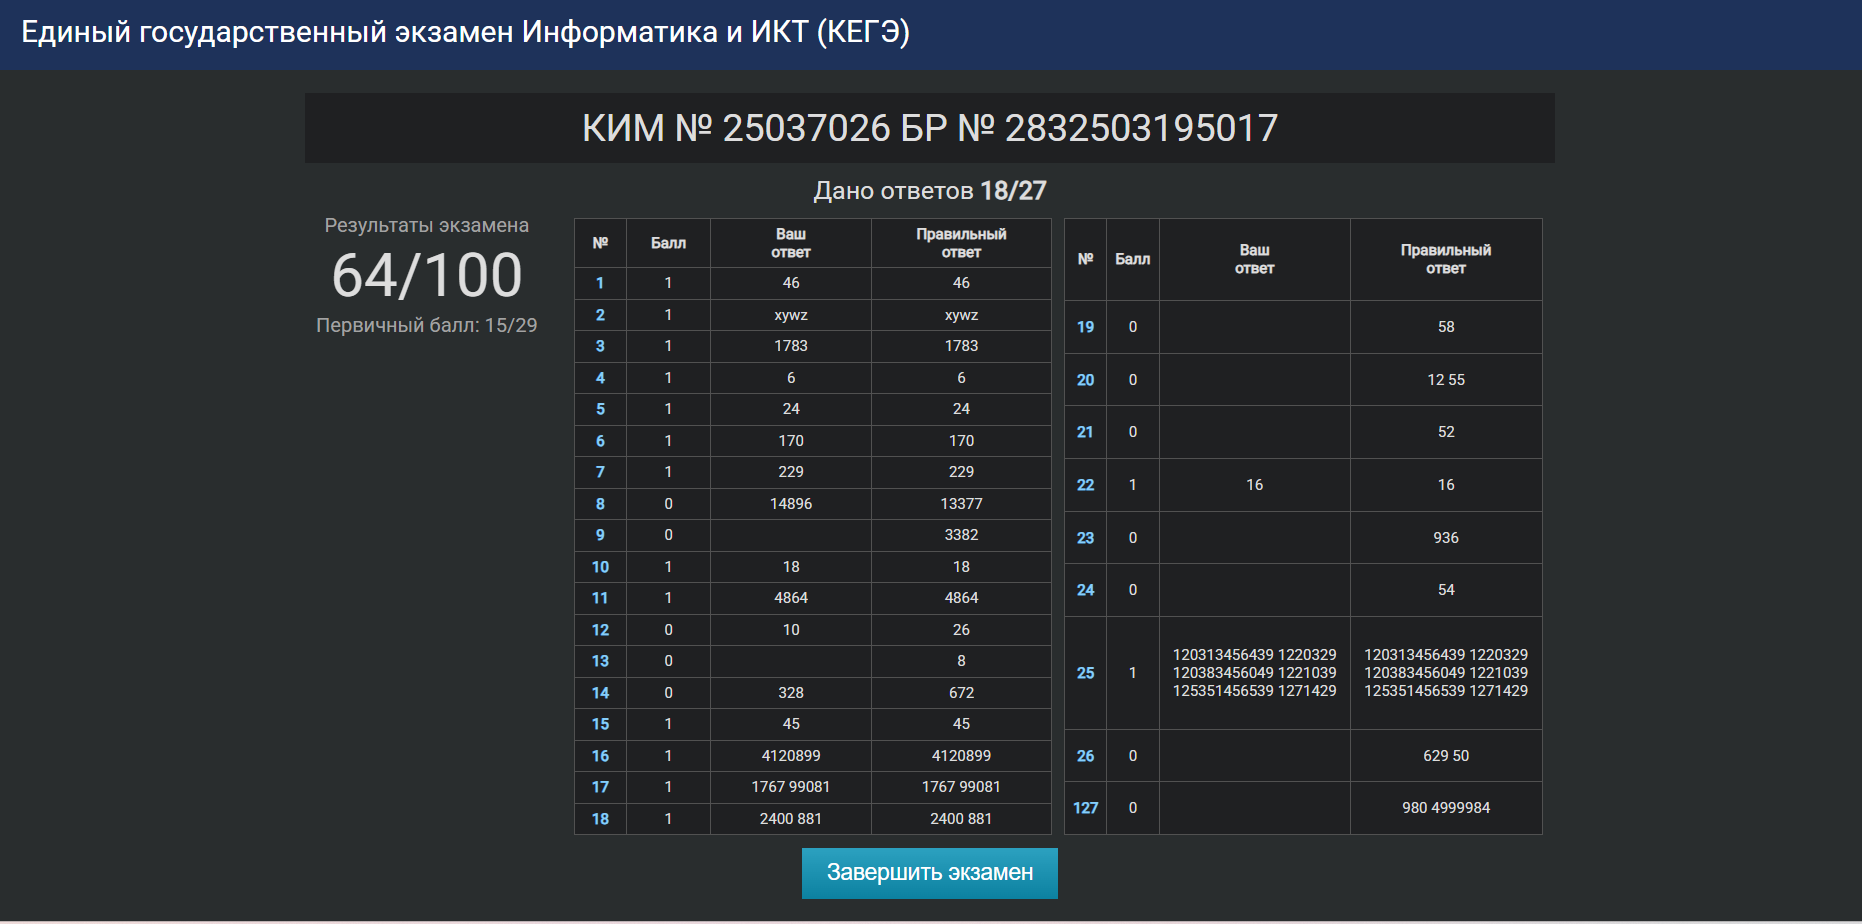 Единый государственный экзамен Информатика и ИКТ (КЕГЭ)
КИМ № 25037026 БР № 2832503195017
Дано ответов 18/27
Результаты экзамена
64/100
Первичный балл: 15/29
№ Балл Ваш ответ Правильный ответ
1 1 46 46
2 1 xywz xywz
3 1 1783 1783
4 1 6 6
5 1 24 24
6 1 170 170
7 1 229 229
8 0 14896 13377
9 0 3382
10 1 18 18
11 1 4864 4864
12 0 10 26
13 0 8
14 0 328 672
15 1 45 45
16 1 4120899 4120899
17 1 1767 99081 1767 99081
18 1 2400 881 2400 881
№ Балл Ваш ответ Правильный ответ
19 0 58
20 0 12 55
21 0 52
22 1 16 16
23 0 936
24 0 54
120313456439 1220329 120313456439 1220329
25 1 120383456049 1221039 120383456049 1221039
125351456539 1271429 125351456539 1271429
26 0 629 50
127 0 980 4999984
Завершить экзамен